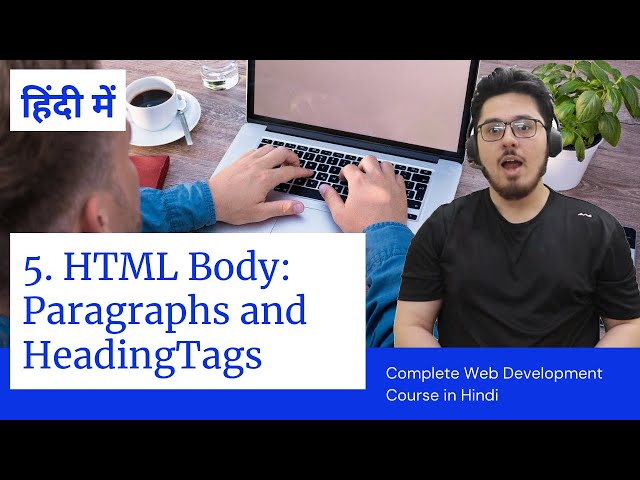 हिंदी में
5. HTML Body:
Paragraphs and
HeadingTags
Complete Web Development
Course in Hindi